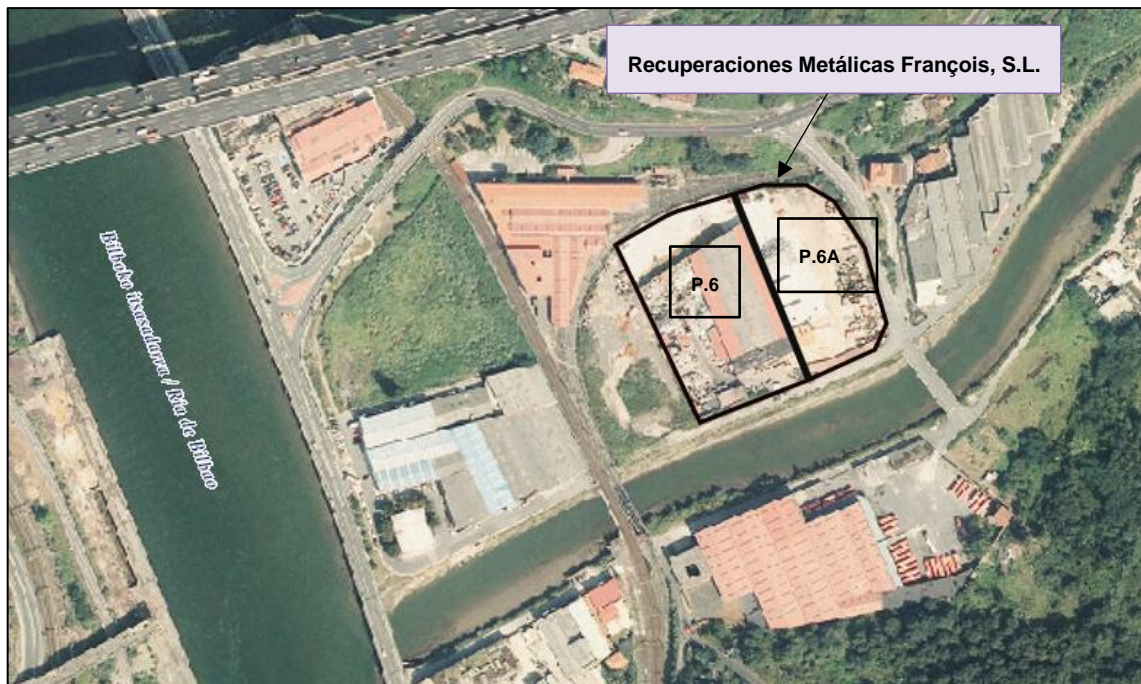 Recuperaciones Metálicas François, S.L.
P.6A
P.6
Bilboko itsasadarra / Ría de Bilbao